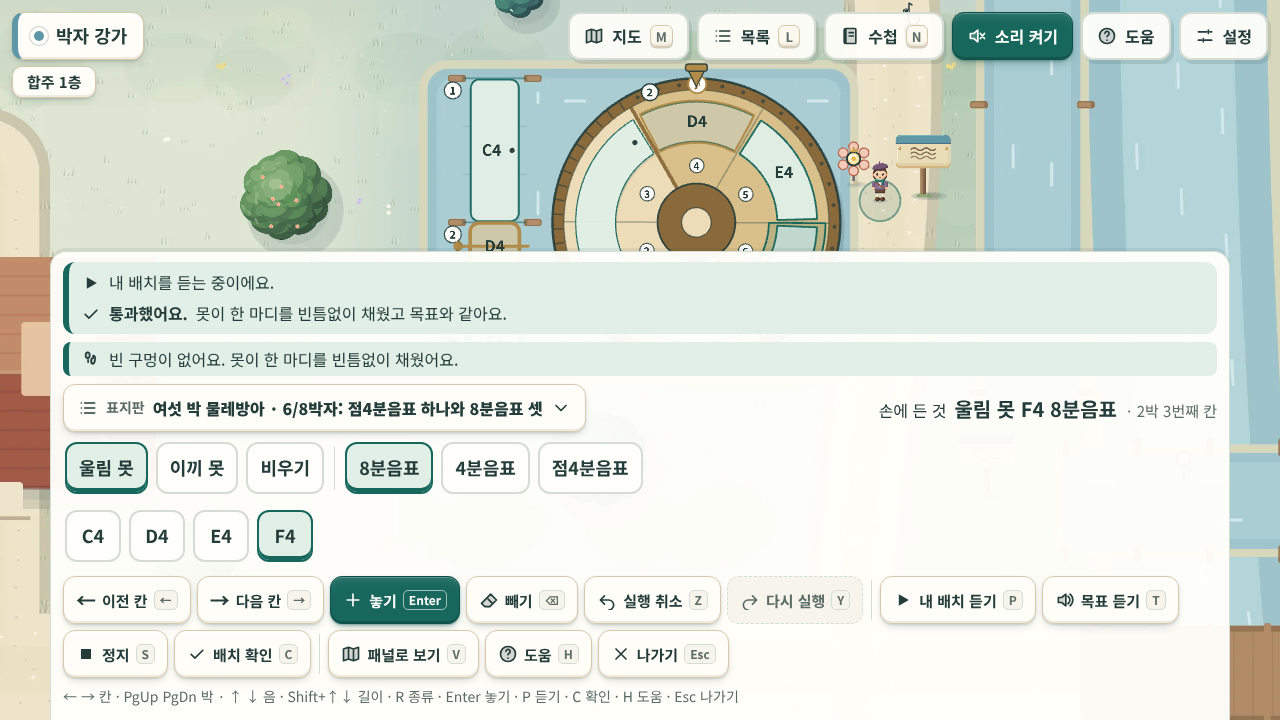 박자 강가
지도 M
목록 L
수첩 N
소리 켜기
도움
설정
합주 1층
1
2
C4
D4
E4
4
3
5
2
D4
내 배치를 듣는 중이에요.
통과했어요. 못이 한 마디를 빈틈없이 채웠고 목표와 같아요.
빈 구멍이 없어요. 못이 한 마디를 빈틈없이 채웠어요.
표지판 여섯 박 물레방아 · 6/8박자: 점4분음표 하나와 8분음표 셋
손에 든 것 울림 못 F4 8분음표 · 2박 3번째 칸
울림 못 이끼 못 비우기 8분음표 4분음표 점4분음표
C4 D4 E4 F4
← 이전 칸 ← → 다음 칸 → 놓기 Enter 빼기 ⌫ 실행 취소 Z 다시 실행 Y 내 배치 듣기 P 목표 듣기 T
정지 S 배치 확인 C 패널로 보기 V 도움 H 나가기 Esc
← → 칸 · PgUp PgDn 박 · ↑ ↓ 음 · Shift+↑↓ 길이 · R 종류 · Enter 놓기 · P 듣기 · C 확인 · H 도움 · Esc 나가기